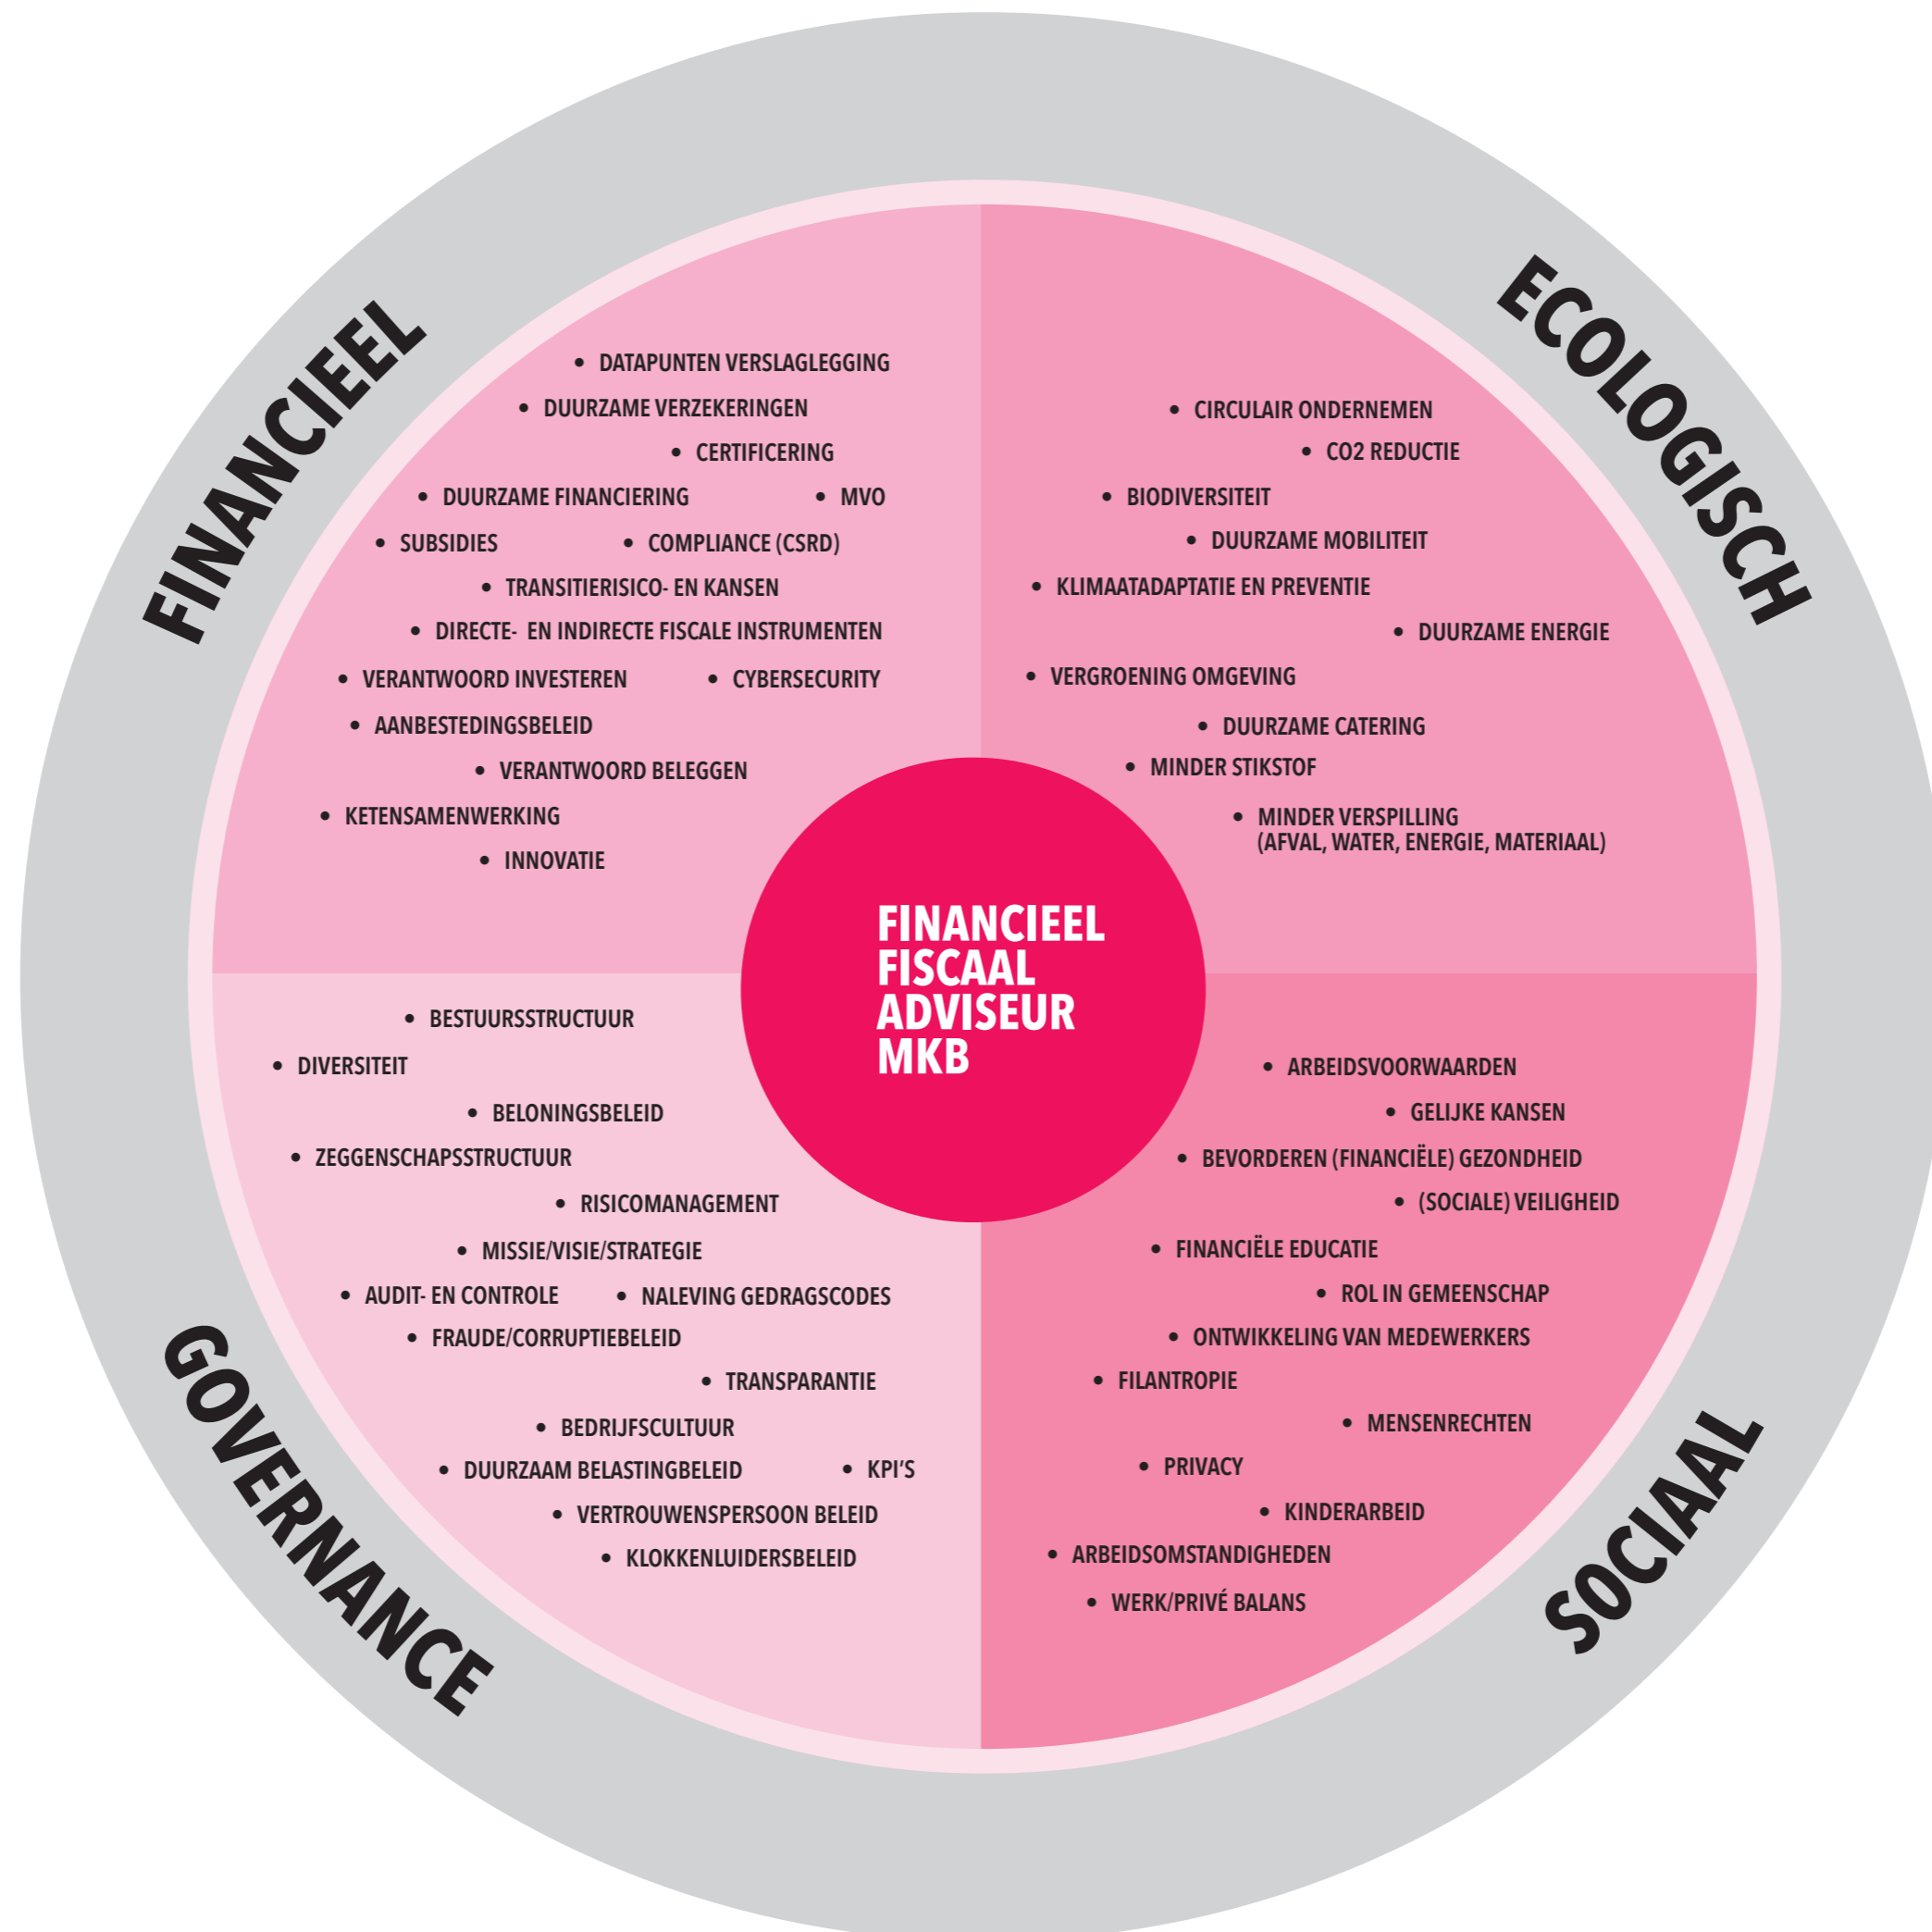 FINANCIEEL
• DATAPUNTEN VERSLAGLEGGING
• DUURZAME VERZEKERINGEN
• CERTIFICERING
• DUURZAME FINANCIERING • MVO
• SUBSIDIES • COMPLIANCE (CSRD)
• TRANSITIERISICO- EN KANSEN
• DIRECTE- EN INDIRECTE FISCALE INSTRUMENTEN
• VERANTWOORD INVESTEREN • CYBERSECURITY
• AANBESTEDINGSBELEID
• VERANTWOORD BELEGGEN
• KETENSAMENWERKING
• INNOVATIE
ECOLOGISCH
• CIRCULAIR ONDERNEMEN
• CO2 REDUCTIE
• BIODIVERSITEIT
• DUURZAME MOBILITEIT
• KLIMAATADAPTATIE EN PREVENTIE
• DUURZAME ENERGIE
• VERGROENING OMGEVING
• DUURZAME CATERING
• MINDER STIKSTOF
• MINDER VERSPILLING
(AFVAL, WATER, ENERGIE, MATERIAAL)
FINANCIEEL
FISCAAL
ADVISEUR
MKB
GOVERNANCE
• BESTUURSSTRUCTUUR
• DIVERSITEIT
• BELONINGSBELEID
• ZEGGENSCHAPSSTRUCTUUR
• RISICOMANAGEMENT
• MISSIE/VISIE/STRATEGIE
• AUDIT- EN CONTROLE • NALEVING GEDRAGSCODES
• FRAUDE/CORRUPTIEBELEID
• TRANSPARANTIE
• BEDRIJFSCULTUUR
• DUURZAAM BELASTINGBELEID • KPI'S
• VERTROUWENSPERSOON BELEID
• KLOKKENLUIDERSBELEID
SOCIAAL
• ARBEIDSVOORWAARDEN
• GELIJKE KANSEN
• BEVORDEREN (FINANCIËLE) GEZONDHEID
• (SOCIALE) VEILIGHEID
• FINANCIËLE EDUCATIE
• ROL IN GEMEENSCHAP
• ONTWIKKELING VAN MEDEWERKERS
• FILANTROPIE
• MENSENRECHTEN
• PRIVACY
• KINDERARBEID
• ARBEIDSOMSTANDIGHEDEN
• WERK/PRIVÉ BALANS